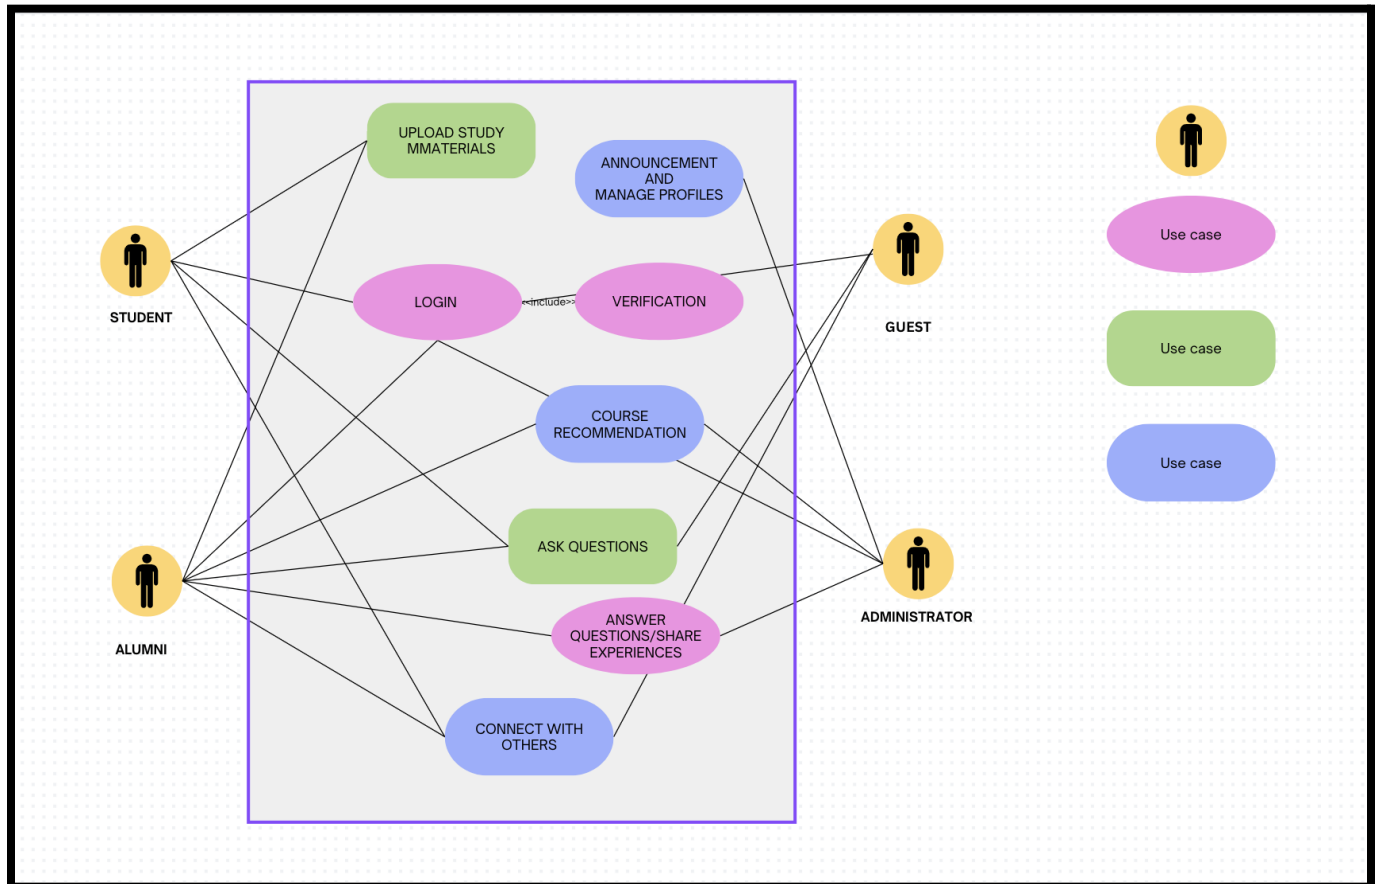 UPLOAD STUDY
MMATERIALS
ANNOUNCEMENT
AND
MANAGE PROFILES
STUDENT
LOGIN
<<include>>
VERIFICATION
GUEST
COURSE
RECOMMENDATION
ASK QUESTIONS
ANSWER
QUESTIONS/SHARE
EXPERIENCES
ALUMNI
ADMINISTRATOR
CONNECT WITH
OTHERS
Use case
Use case
Use case